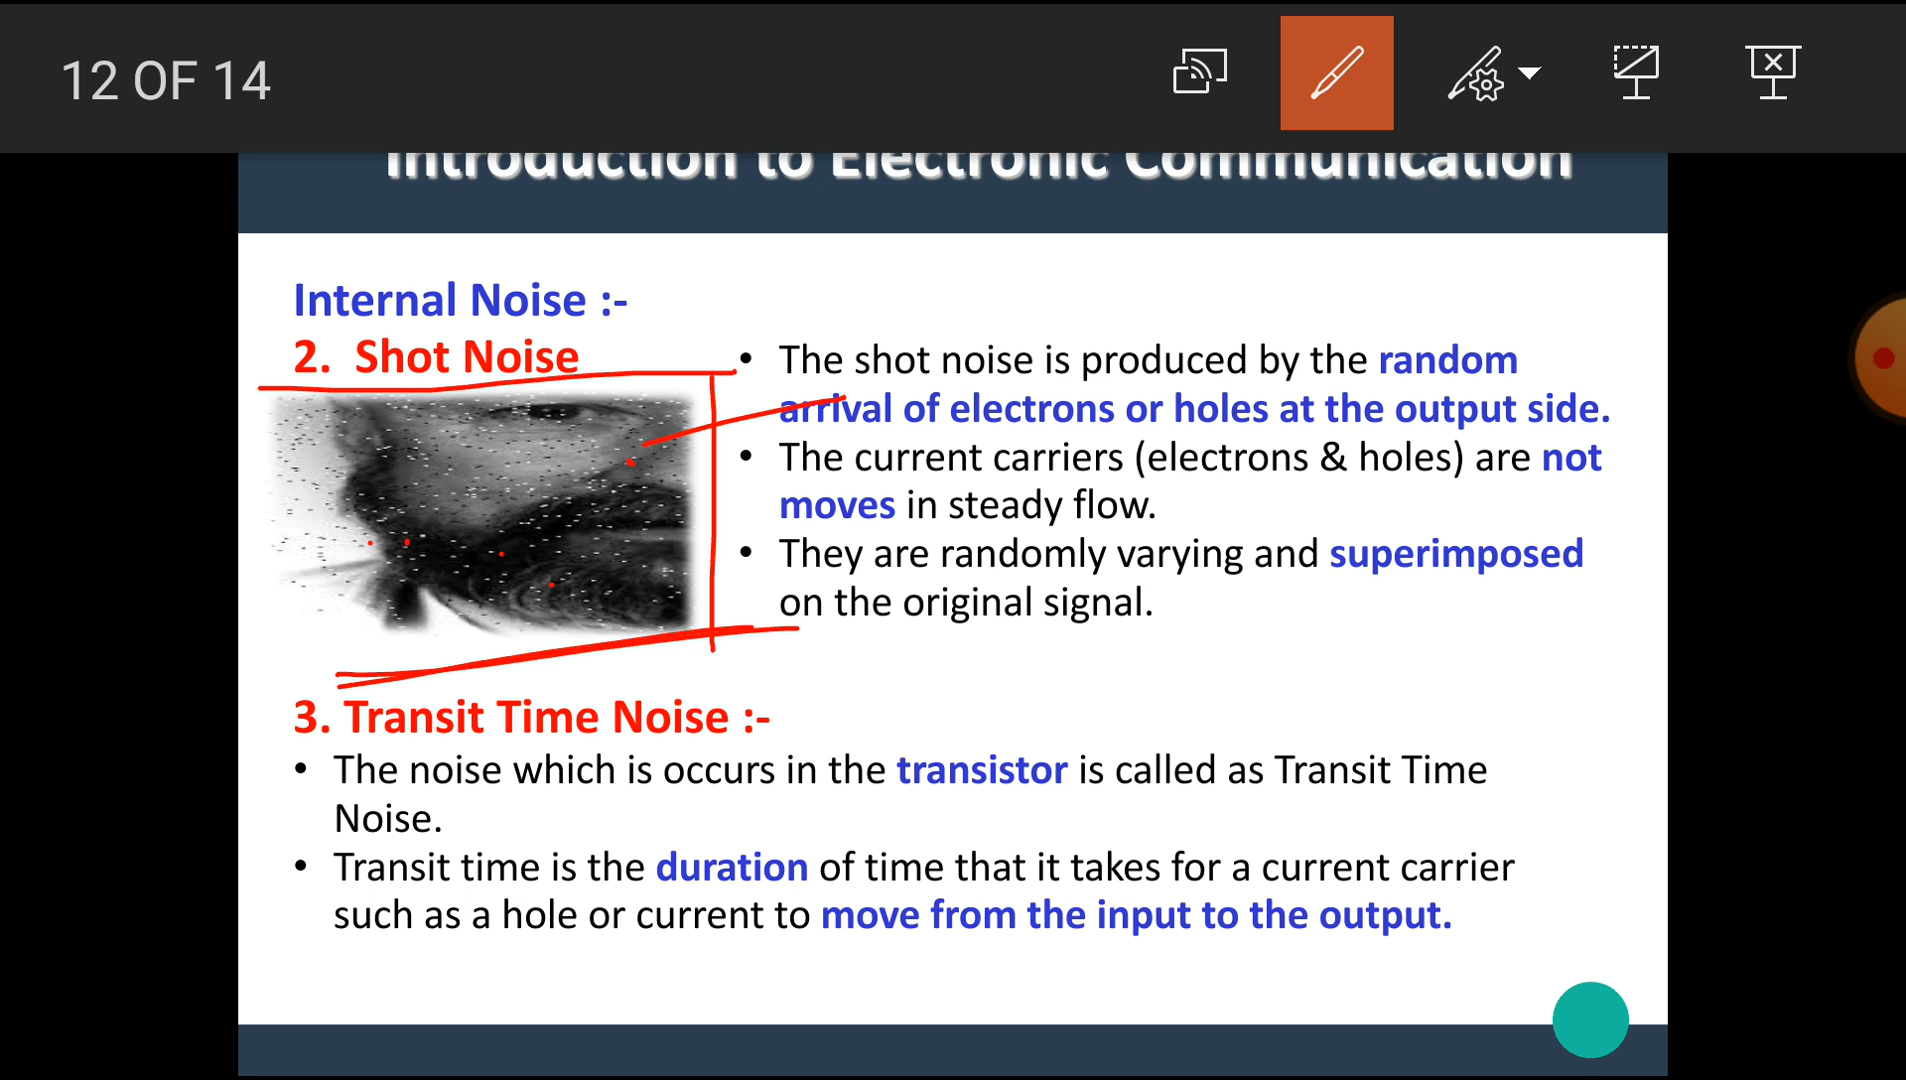 12 OF 14
Introduction to Electronic Communication
Internal Noise :-
2. Shot Noise
• The shot noise is produced by the random
arrival of electrons or holes at the output side.
• The current carriers (electrons & holes) are not
moves in steady flow.
• They are randomly varying and superimposed
on the original signal.
3. Transit Time Noise :-
• The noise which is occurs in the transistor is called as Transit Time
Noise.
• Transit time is the duration of time that it takes for a current carrier
such as a hole or current to move from the input to the output.